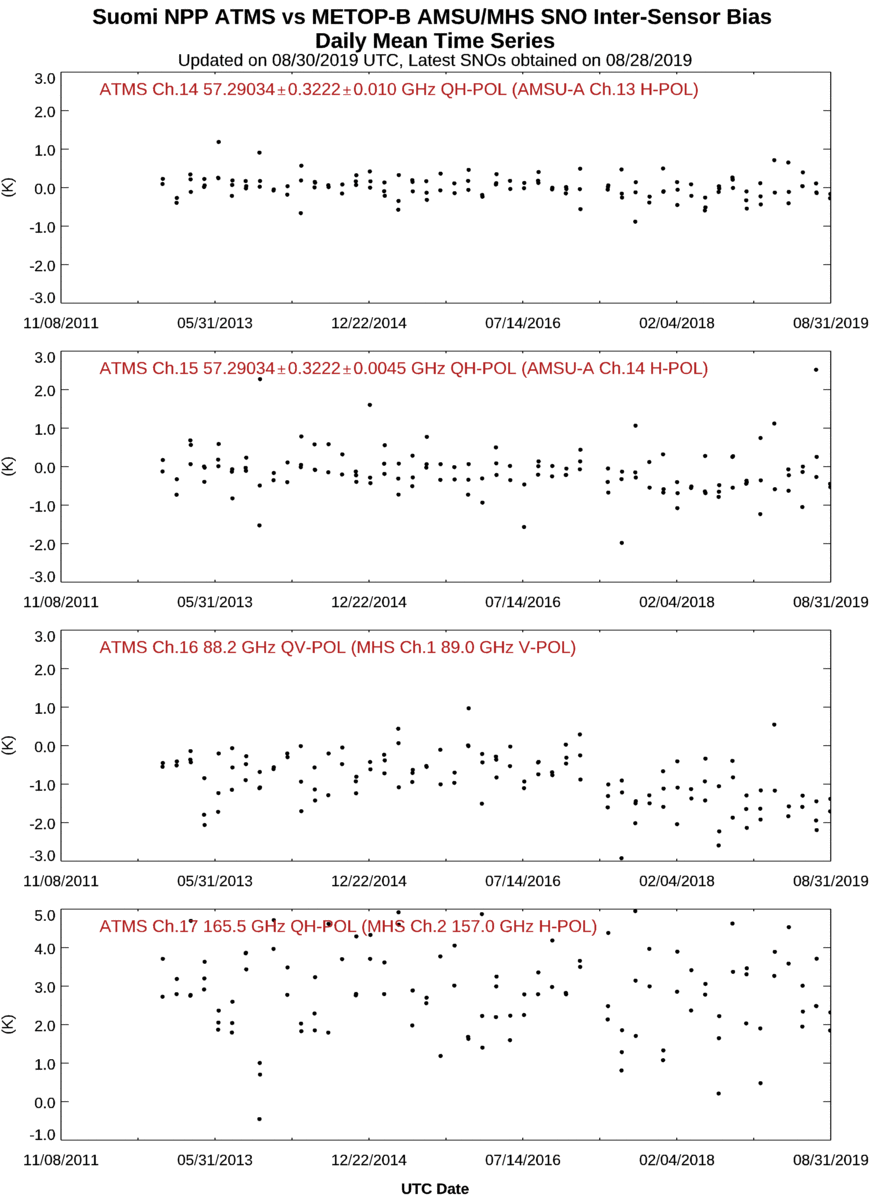 Suomi NPP ATMS vs METOP-B AMSU/MHS SNO Inter-Sensor Bias
Daily Mean Time Series
Updated on 08/30/2019 UTC, Latest SNOs obtained on 08/28/2019
ATMS Ch.14 57.29034±0.3222±0.010 GHz QH-POL (AMSU-A Ch.13 H-POL)
3.0
2.0
1.0
0.0
-1.0
-2.0
-3.0
(K)
11/08/2011 05/31/2013 12/22/2014 07/14/2016 02/04/2018 08/31/2019
ATMS Ch.15 57.29034±0.3222±0.0045 GHz QH-POL (AMSU-A Ch.14 H-POL)
3.0
2.0
1.0
0.0
-1.0
-2.0
-3.0
(K)
11/08/2011 05/31/2013 12/22/2014 07/14/2016 02/04/2018 08/31/2019
ATMS Ch.16 88.2 GHz QV-POL (MHS Ch.1 89.0 GHz V-POL)
3.0
2.0
1.0
0.0
-1.0
-2.0
-3.0
(K)
11/08/2011 05/31/2013 12/22/2014 07/14/2016 02/04/2018 08/31/2019
ATMS Ch.17 165.5 GHz QH-POL (MHS Ch.2 157.0 GHz H-POL)
5.0
4.0
3.0
2.0
1.0
0.0
-1.0
(K)
11/08/2011 05/31/2013 12/22/2014 07/14/2016 02/04/2018 08/31/2019
UTC Date